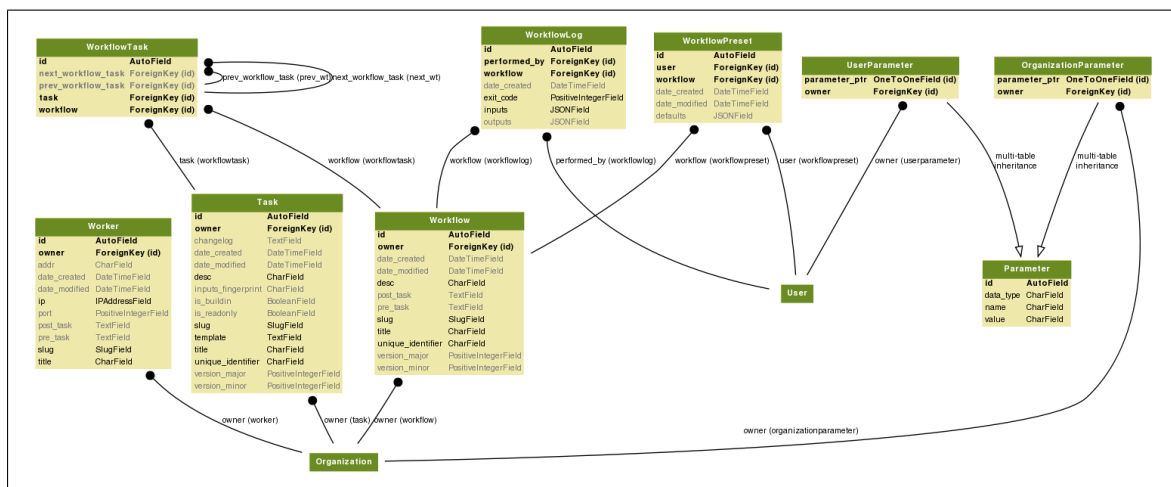 WorkflowTask
id AutoField
next_workflow_task ForeignKey (id)
prev_workflow_task ForeignKey (id)
task ForeignKey (id)
workflow ForeignKey (id)
prev_workflow_task (prev_wt) next_workflow_task (next_wt)
WorkflowLog
id AutoField
performed_by ForeignKey (id)
workflow ForeignKey (id)
date_created DateTimeField
exit_code PositiveIntegerField
inputs JSONField
outputs JSONField
WorkflowPreset
id AutoField
user ForeignKey (id)
workflow ForeignKey (id)
date_created DateTimeField
date_modified DateTimeField
defaults JSONField
UserParameter
parameter_ptr OneToOneField (id)
owner ForeignKey (id)
OrganizationParameter
parameter_ptr OneToOneField (id)
owner ForeignKey (id)
task (workflowtask)
workflow (workflowtask)
workflow (workflowlog)
performed_by (workflowlog)
workflow (workflowpreset)
user (workflowpreset)
owner (userparameter)
multi-table
inheritance
multi-table
inheritance
Worker
id AutoField
owner ForeignKey (id)
addr CharField
date_created DateTimeField
date_modified DateTimeField
ip IPAddressField
port PositiveIntegerField
post_task TextField
pre_task TextField
slug SlugField
title CharField
Task
id AutoField
owner ForeignKey (id)
changelog TextField
date_created DateTimeField
date_modified DateTimeField
desc CharField
inputs_fingerprint CharField
is_buildin BooleanField
is_readonly BooleanField
slug SlugField
template TextField
title CharField
unique_identifier CharField
version_major PositiveIntegerField
version_minor PositiveIntegerField
Workflow
id AutoField
owner ForeignKey (id)
date_created DateTimeField
date_modified DateTimeField
desc CharField
post_task TextField
pre_task TextField
slug SlugField
title CharField
unique_identifier CharField
version_major PositiveIntegerField
version_minor PositiveIntegerField
User
Parameter
id AutoField
data_type CharField
name CharField
value CharField
owner (worker)
owner (task)
owner (workflow)
owner (organizationparameter)
Organization